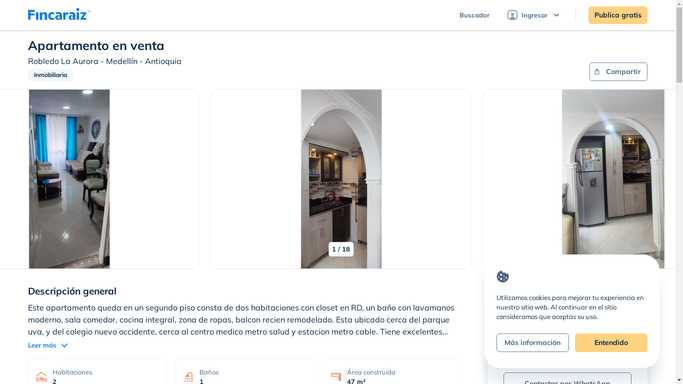 Fincaraiz
Buscador
Ingresar
Publica gratis
Apartamento en venta
Robledo La Aurora - Medellín - Antioquia
Inmobiliaria
Compartir
1 / 18
Descripción general
Este apartamento queda en un segundo piso consta de dos habitaciones con closet en RD, un baño con lavamanos
moderno, sala comedor, cocina integral, zona de ropas, balcon recien remodelado. Esta ubicado cerca del parque
uva, y del colegio nuevo occidente, cerca al centro medico metro salud y estacion metro cable. Tiene excelentes...
Leer más
Habitaciones
2
Baños
1
Área construida
47 m²
Utilizamos cookies para mejorar tu experiencia en
nuestro sitio web. Al continuar en el sitio
consideramos que aceptas su uso.
Más información
Entendido
Contactar por WhatsApp